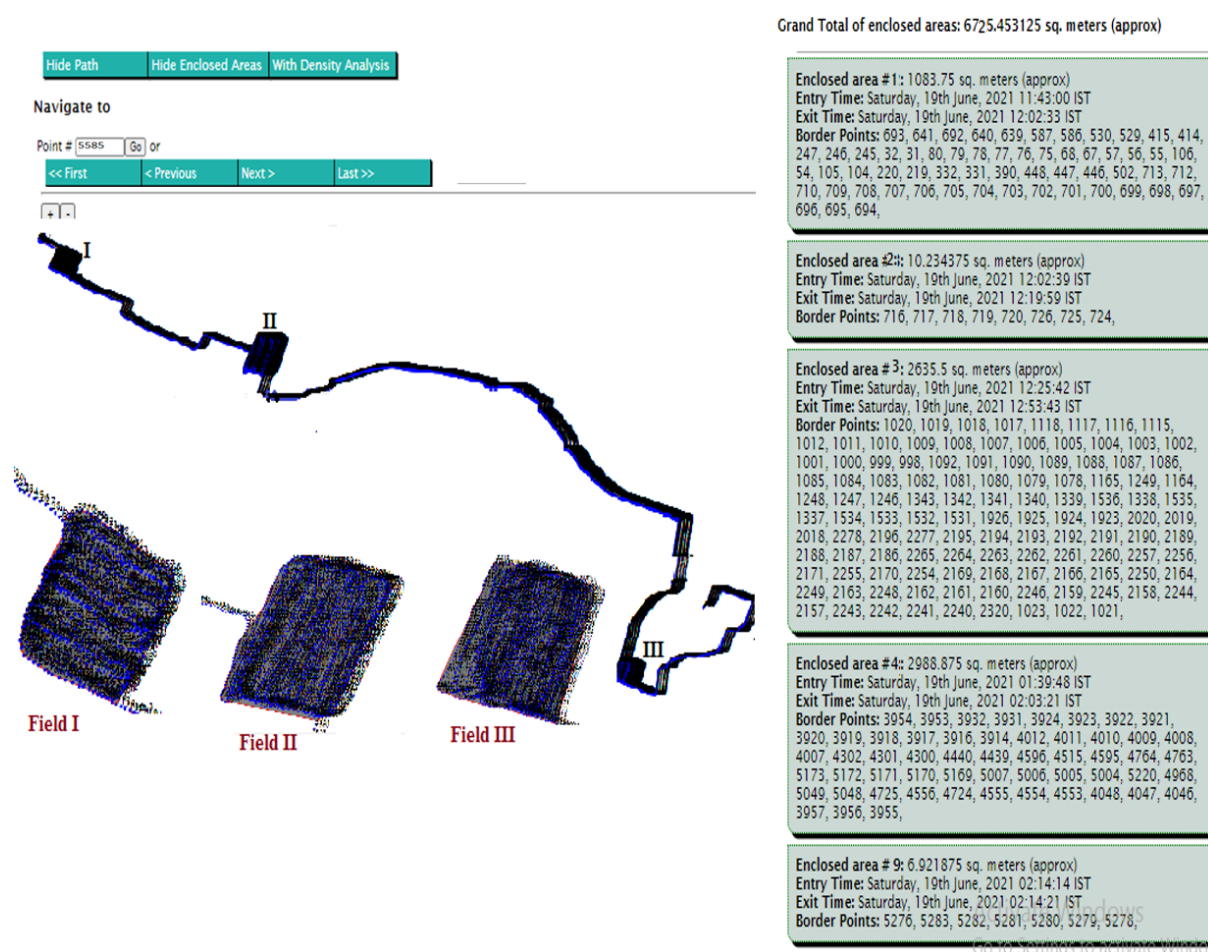 Grand Total of enclosed areas: 6725.453125 sq. meters (approx)
Hide Path
Hide Enclosed Areas
With Density Analysis
Navigate to
Point # 5585 Go or
<< First
< Previous
Next >
Last >>
+ -
I
II
III
Field I
Field II
Field III
Enclosed area #1:: 1083.75 sq. meters (approx)
Entry Time: Saturday, 19th June, 2021 11:43:00 IST
Exit Time: Saturday, 19th June, 2021 12:02:33 IST
Border Points: 693, 641, 692, 640, 639, 587, 586, 530, 529, 415, 414,
247, 246, 245, 32, 31, 80, 79, 78, 77, 76, 75, 68, 67, 57, 56, 55, 106,
54, 105, 104, 220, 219, 332, 331, 390, 448, 447, 446, 502, 713, 712,
710, 709, 708, 707, 706, 705, 704, 703, 702, 701, 700, 699, 698, 697,
696, 695, 694,
Enclosed area #2:: 10.234375 sq. meters (approx)
Entry Time: Saturday, 19th June, 2021 12:02:39 IST
Exit Time: Saturday, 19th June, 2021 12:19:59 IST
Border Points: 716, 717, 718, 719, 720, 726, 725, 724,
Enclosed area # 3: 2635.5 sq. meters (approx)
Entry Time: Saturday, 19th June, 2021 12:25:42 IST
Exit Time: Saturday, 19th June, 2021 12:53:43 IST
Border Points: 1020, 1019, 1018, 1017, 1118, 1117, 1116, 1115,
1012, 1011, 1010, 1009, 1008, 1007, 1006, 1005, 1004, 1003, 1002,
1001, 1000, 999, 998, 1092, 1091, 1090, 1089, 1088, 1087, 1086,
1085, 1084, 1083, 1082, 1081, 1080, 1079, 1078, 1165, 1249, 1164,
1248, 1247, 1246, 1343, 1342, 1341, 1340, 1339, 1536, 1338, 1535,
1337, 1534, 1533, 1532, 1531, 1926, 1925, 1924, 1923, 2020, 2019,
2018, 2278, 2196, 2277, 2195, 2194, 2193, 2192, 2191, 2190, 2189,
2188, 2187, 2186, 2265, 2264, 2263, 2262, 2261, 2260, 2257, 2256,
2171, 2255, 2170, 2254, 2169, 2168, 2167, 2166, 2165, 2250, 2164,
2249, 2163, 2248, 2162, 2161, 2160, 2246, 2159, 2245, 2158, 2244,
2157, 2243, 2242, 2241, 2240, 2320, 1023, 1022, 1021,
Enclosed area #4:: 2988.875 sq. meters (approx)
Entry Time: Saturday, 19th June, 2021 01:39:48 IST
Exit Time: Saturday, 19th June, 2021 02:03:21 IST
Border Points: 3954, 3953, 3932, 3931, 3924, 3923, 3922, 3921,
3920, 3919, 3918, 3917, 3916, 3914, 4012, 4011, 4010, 4009, 4008,
4007, 4302, 4301, 4300, 4440, 4439, 4596, 4515, 4595, 4764, 4763,
5173, 5172, 5171, 5170, 5169, 5007, 5006, 5005, 5004, 5220, 4968,
5049, 5048, 4725, 4556, 4724, 4555, 4554, 4553, 4048, 4047, 4046,
3957, 3956, 3955,
Enclosed area # 9: 6.921875 sq. meters (approx)
Entry Time: Saturday, 19th June, 2021 02:14:14 IST
Exit Time: Saturday, 19th June, 2021 02:14:21 IST
Border Points: 5276, 5283, 5282, 5281, 5280, 5279, 5278,